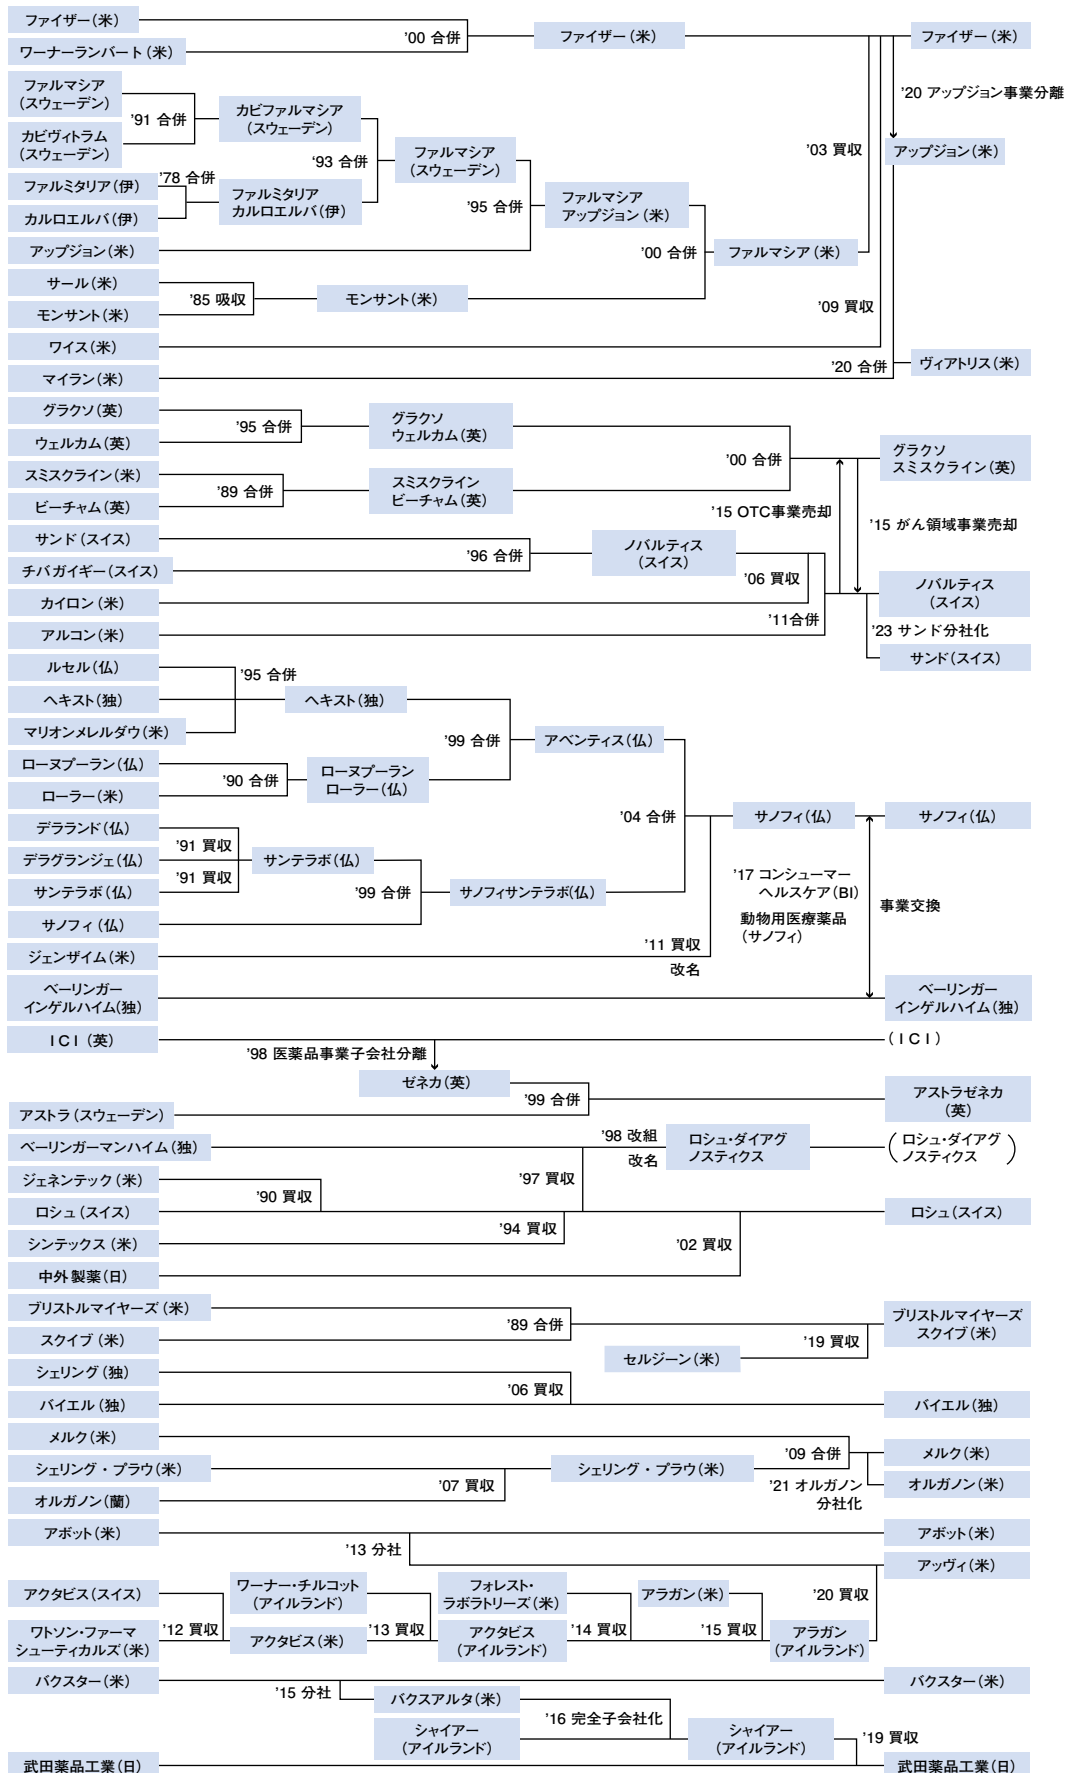 ファイザー（米）
ワーナーランバート（米）
'00 合併
ファイザー（米）
ファイザー（米）
'20 アップジョン事業分離
ファルマシア
（スウェーデン）
カビヴィトラム
（スウェーデン）
'91 合併
カビファルマシア
（スウェーデン）
ファルミタリア（伊）
カルロエルバ（伊）
'78 合併
ファルミタリア
カルロエルバ（伊）
'93 合併
ファルマシア
（スウェーデン）
アップジョン（米）
'95 合併
ファルマシア
アップジョン（米）
'03 買収
アップジョン（米）
サール（米）
モンサント（米）
'85 吸収
モンサント（米）
'00 合併
ファルマシア（米）
ワイス（米）
'09 買収
マイラン（米）
'20 合併
ヴィアトリス（米）
グラクソ（英）
ウェルカム（英）
'95 合併
グラクソ
ウェルカム（英）
スミスクライン（米）
ビーチャム（英）
'89 合併
スミスクライン
ビーチャム（英）
'00 合併
グラクソ
スミスクライン（英）
'15 OTC事業売却
'15 がん領域事業売却
サンド（スイス）
チバガイギー（スイス）
'96 合併
ノバルティス
（スイス）
カイロン（米）
'06 買収
アルコン（米）
'11合併
ノバルティス
（スイス）
'23 サンド分社化
サンド（スイス）
ルセル（仏）
ヘキスト（独）
マリオンメレルダウ（米）
'95 合併
ヘキスト（独）
ローヌプーラン（仏）
ローラー（米）
'90 合併
ローヌプーラン
ローラー（仏）
'99 合併
アベンティス（仏）
デラランド（仏）
デラグランジェ（仏）
サンテラボ（仏）
'91 買収
'91 買収
サンテラボ（仏）
サノフィ（仏）
'99 合併
サノフィサンテラボ(仏)
'04 合併
サノフィ（仏）
サノフィ（仏）
ジェンザイム（米）
'11 買収
改名
'17 コンシューマー
ヘルスケア（BI）
動物用医療薬品
（サノフィ）
事業交換
ベーリンガー
インゲルハイム(独)
ベーリンガー
インゲルハイム(独)
ＩＣＩ（英）
（ＩＣＩ）
'98 医薬品事業子会社分離
ゼネカ（英）
アストラ（スウェーデン）
'99 合併
アストラゼネカ
（英）
ベーリンガーマンハイム（独）
'98 改組
改名
ロシュ・ダイアグ
ノスティクス
（ロシュ・ダイアグ
ノスティクス）
ジェネンテック（米）
'90 買収
'97 買収
ロシュ（スイス）
ロシュ（スイス）
シンテックス（米）
'94 買収
中外製薬（日）
'02 買収
ブリストルマイヤーズ（米）
スクイブ（米）
'89 合併
セルジーン（米）
'19 買収
ブリストルマイヤーズ
スクイブ（米）
シェリング（独）
バイエル（独）
'06 買収
バイエル（独）
メルク（米）
シェリング・プラウ（米）
オルガノン（蘭）
'07 買収
シェリング・プラウ（米）
'09 合併
メルク（米）
'21 オルガノン
分社化
オルガノン（米）
アボット（米）
アボット（米）
'13 分社
アッヴィ（米）
アクタビス（スイス）
ワトソン・ファーマ
シューティカルズ（米）
'12 買収
ワーナー・チルコット
（アイルランド）
アクタビス（米）
'13 買収
フォレスト・
ラボラトリーズ（米）
アクタビス
（アイルランド）
'14 買収
アラガン（米）
'15 買収
アラガン
（アイルランド）
'20 買収
バクスター（米）
バクスター（米）
'15 分社
バクスアルタ（米）
シャイアー
（アイルランド）
'16 完全子会社化
シャイアー
（アイルランド）
'19 買収
武田薬品工業（日）
武田薬品工業（日）